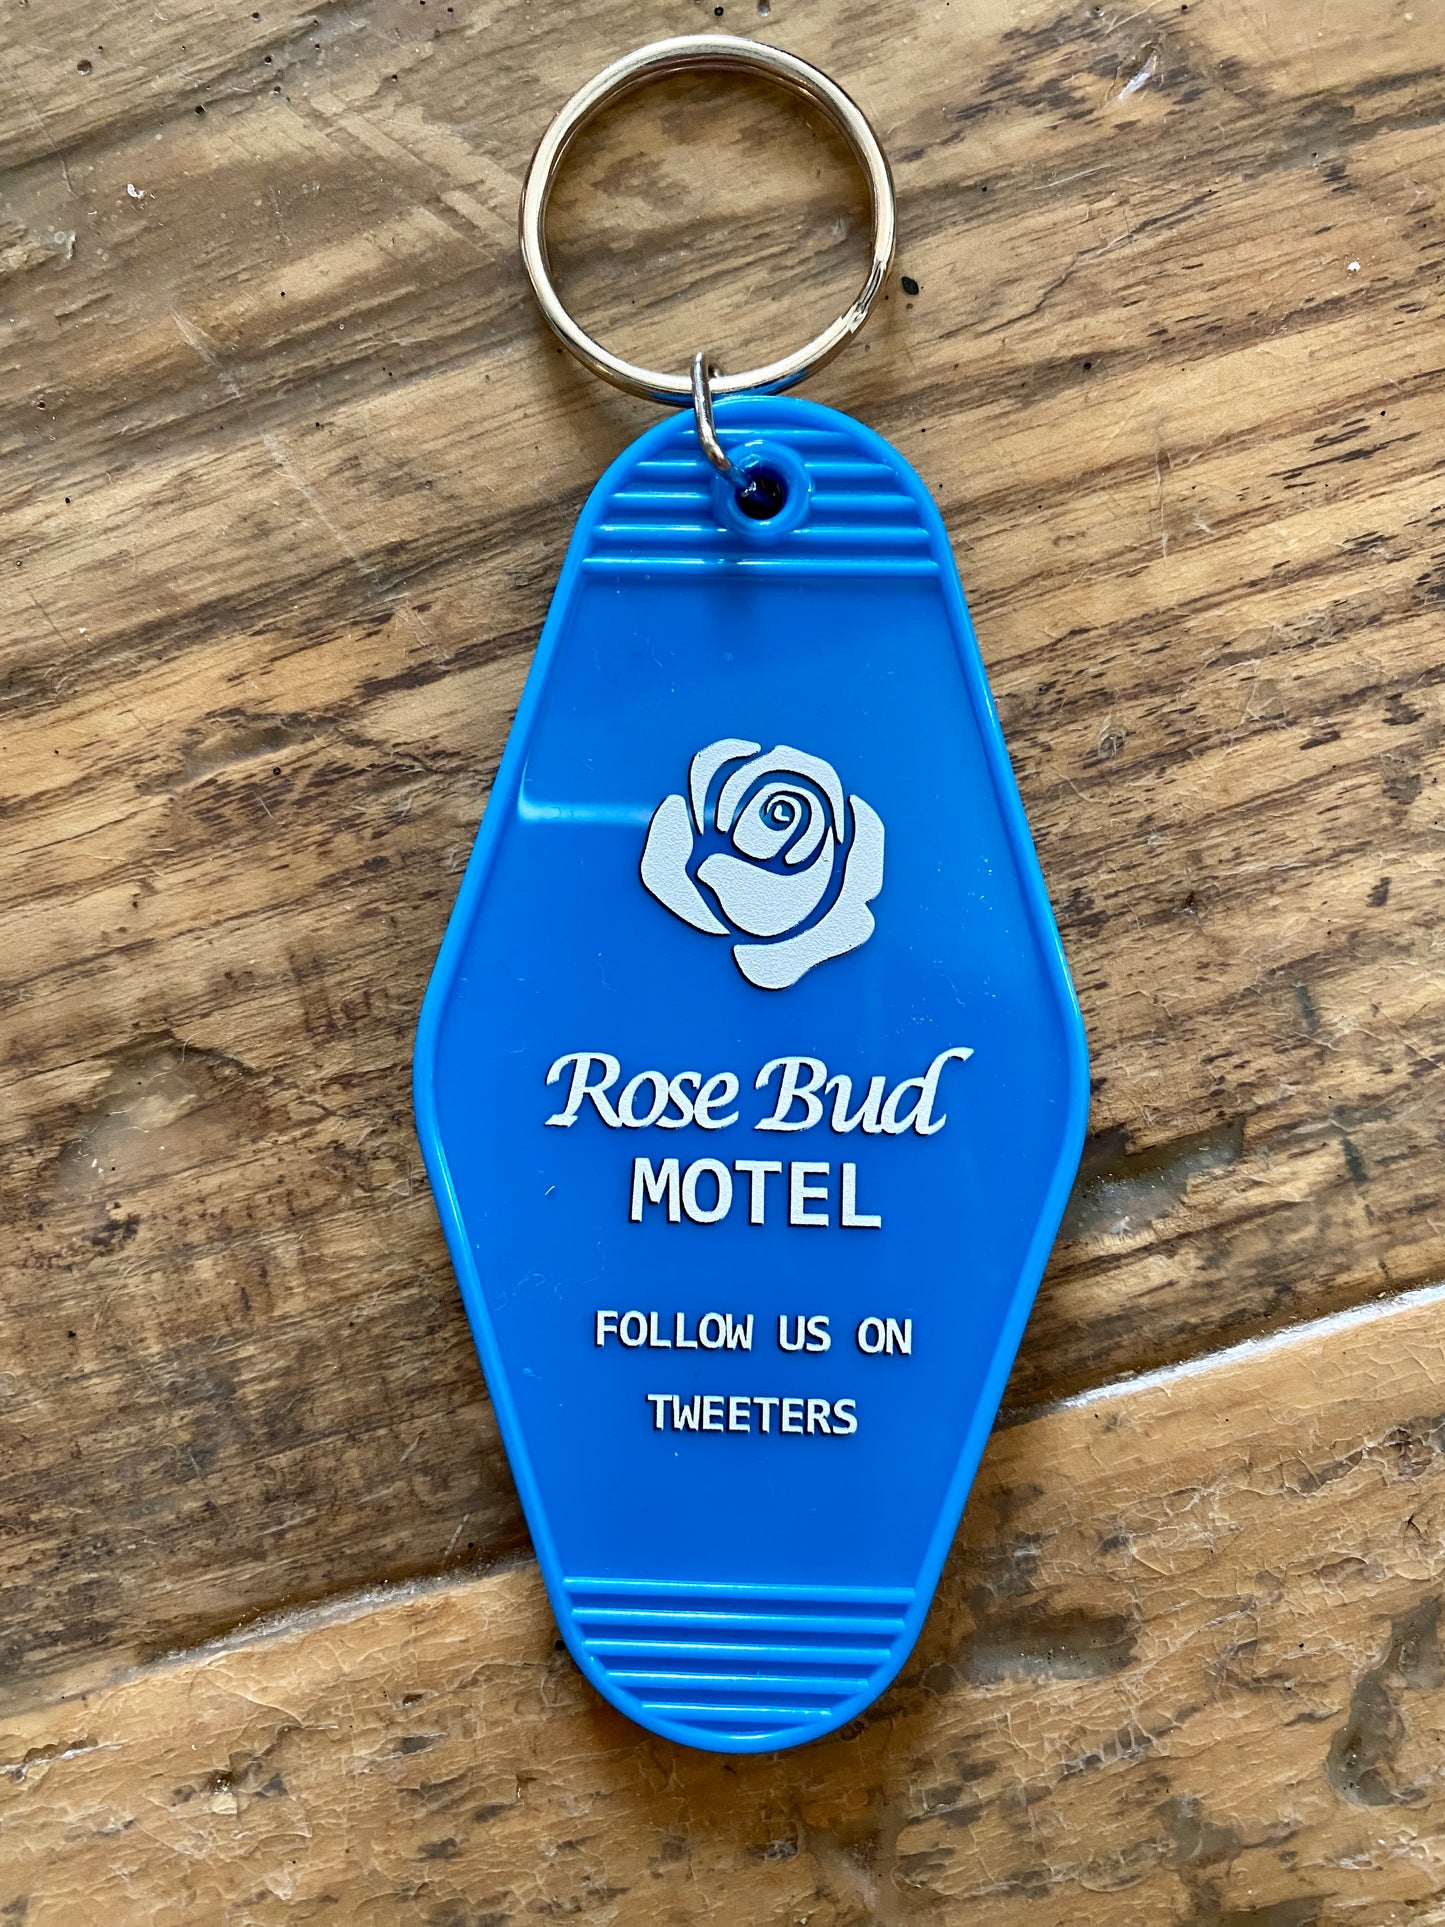 Rose Bud
MOTEL
FOLLOW US ON
TWEETERS